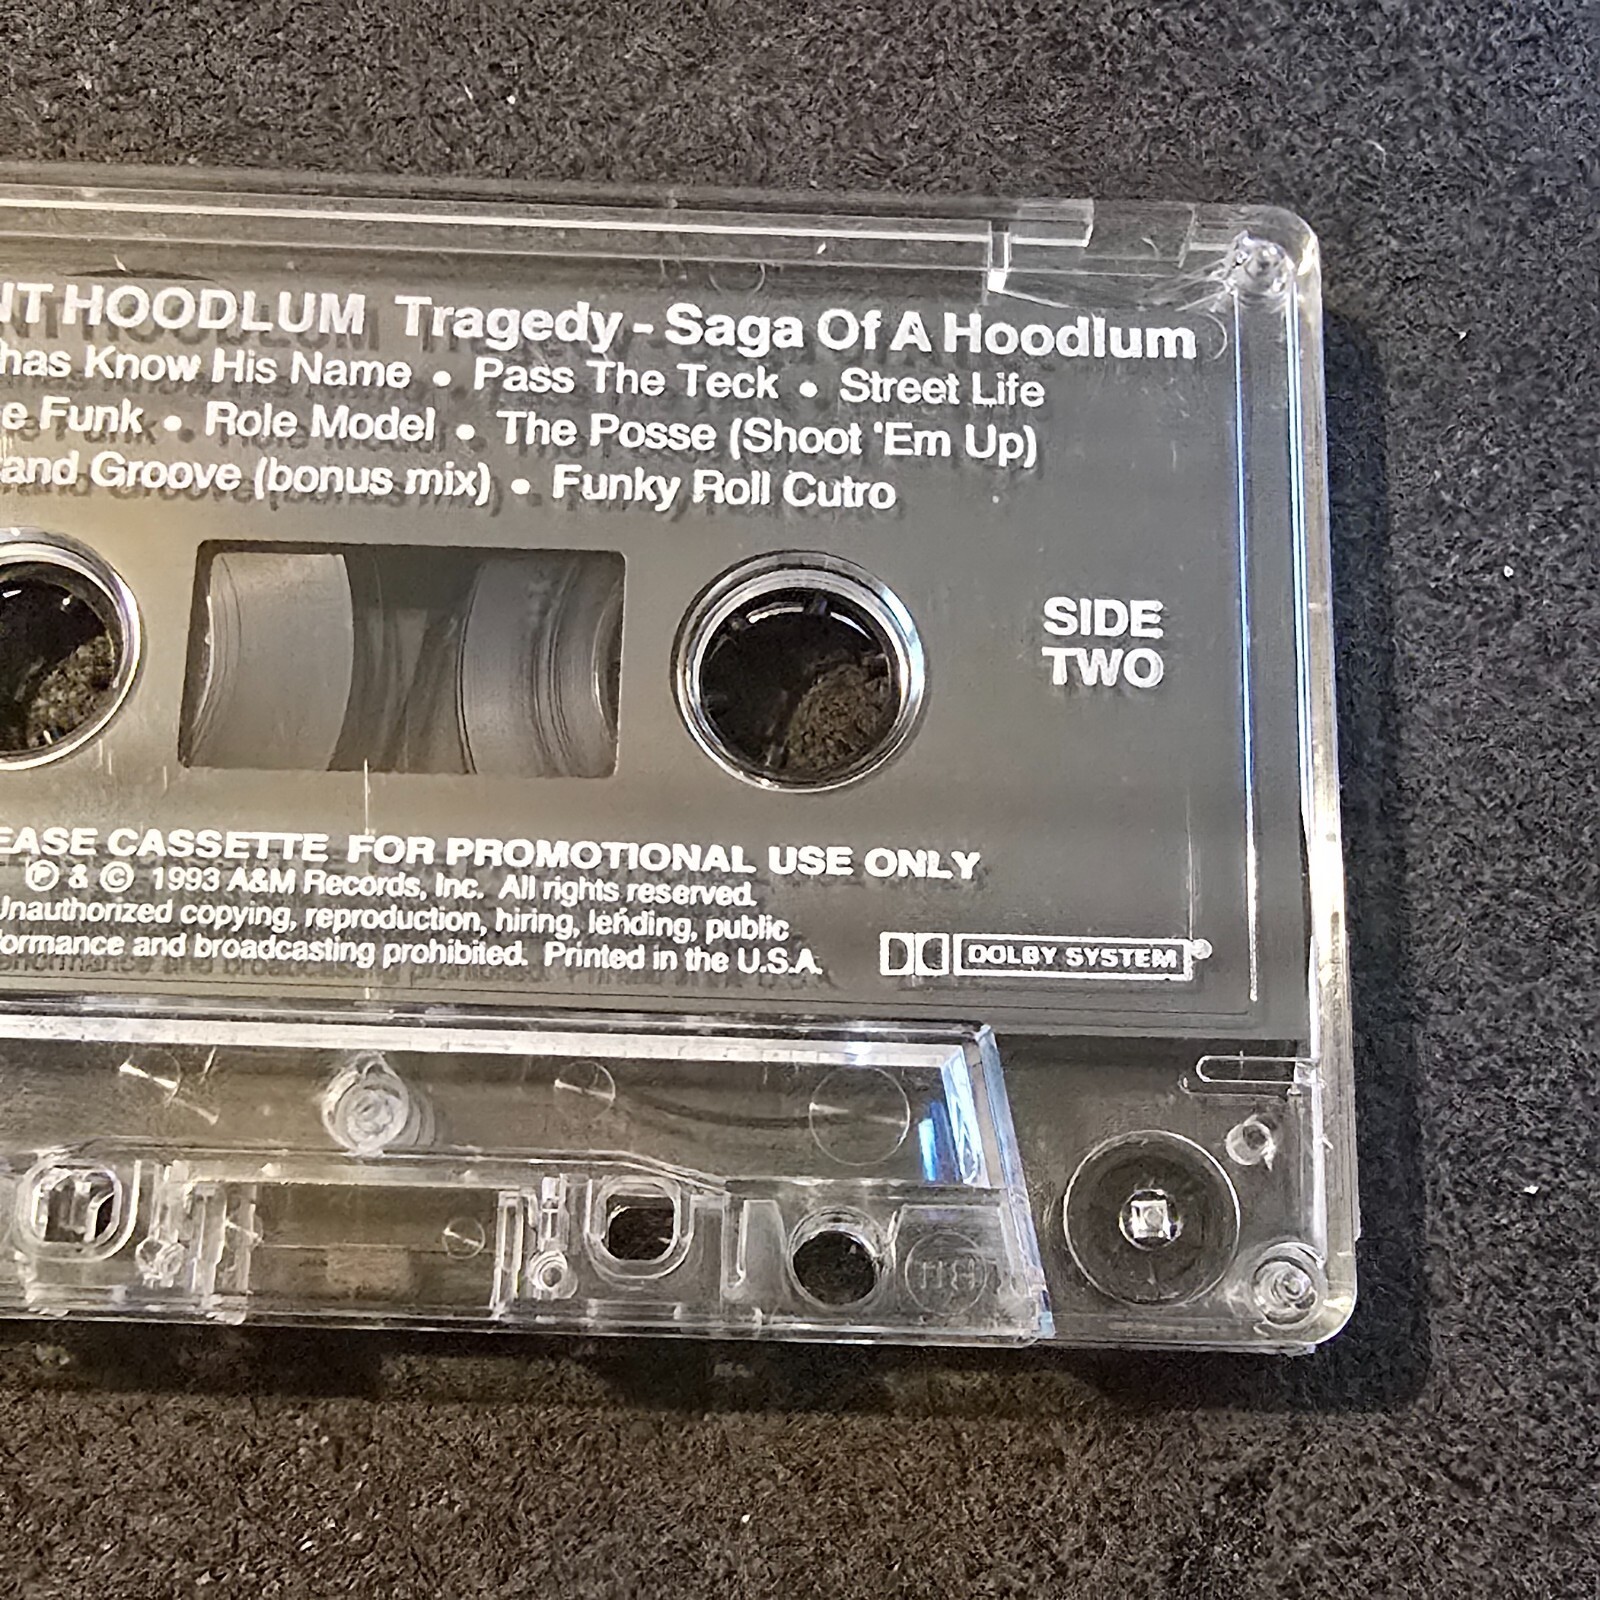 NT HOODLUM Tragedy - Saga Of A Hoodlum
has Know His Name • Pass The Teck • Street Life
e Funk • Role Model • The Posse (Shoot 'Em Up)
and Groove (bonus mix) • Funky Roll Cutro
SIDE
TWO
EASE CASSETTE FOR PROMOTIONAL USE ONLY
℗ & © 1993 A&M Records, Inc. All rights reserved.
Unauthorized copying, reproduction, hiring, lending, public
formance and broadcasting prohibited. Printed in the U.S.A.
DOLBY SYSTEM®